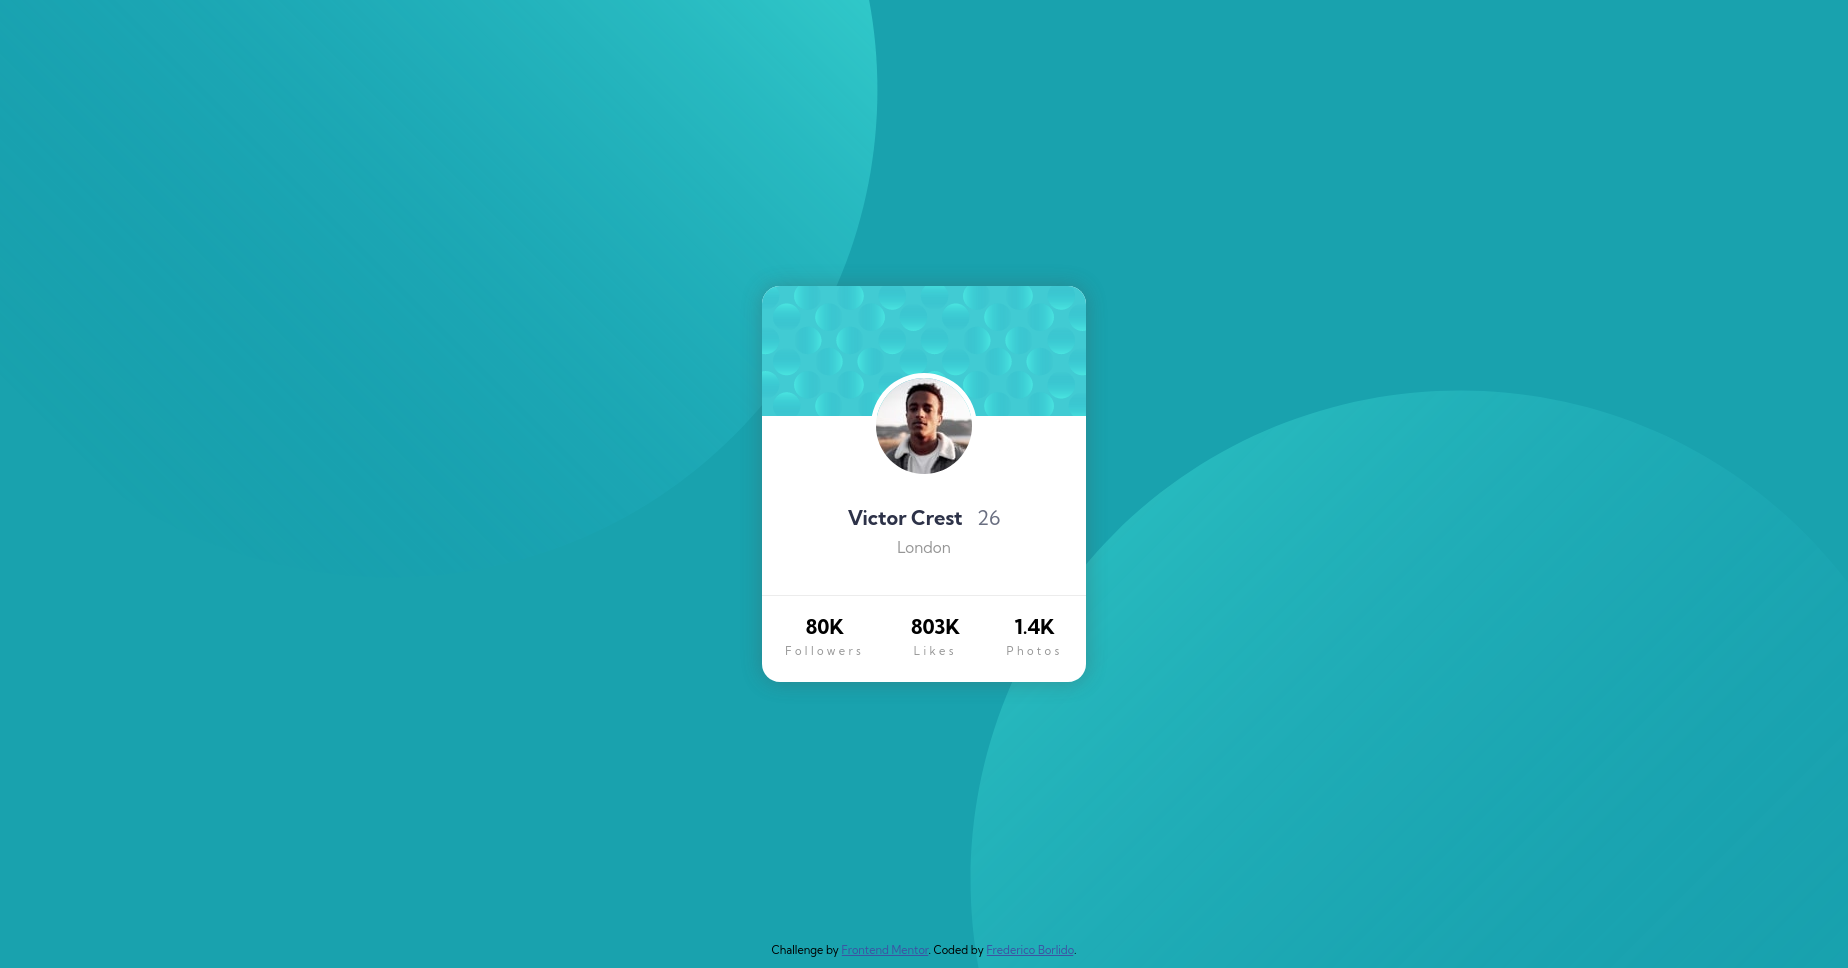 Victor Crest 26
London
80K 803K 1.4K
Followers Likes Photos
Challenge by Frontend Mentor. Coded by Frederico Borlido.